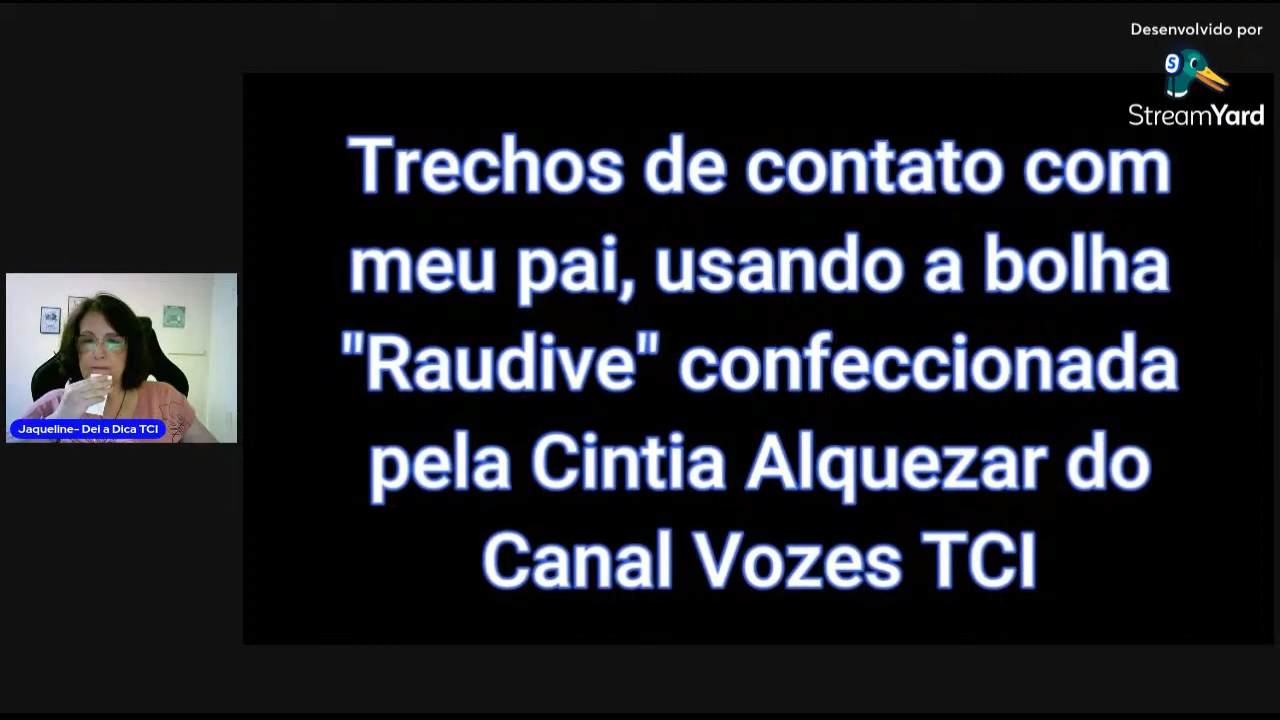 Desenvolvido por
S
StreamYard
Trechos de contato com
meu pai, usando a bolha
"Raudive" confeccionada
pela Cintia Alquezar do
Canal Vozes TCI
Jaqueline- Dei a Dica TCI